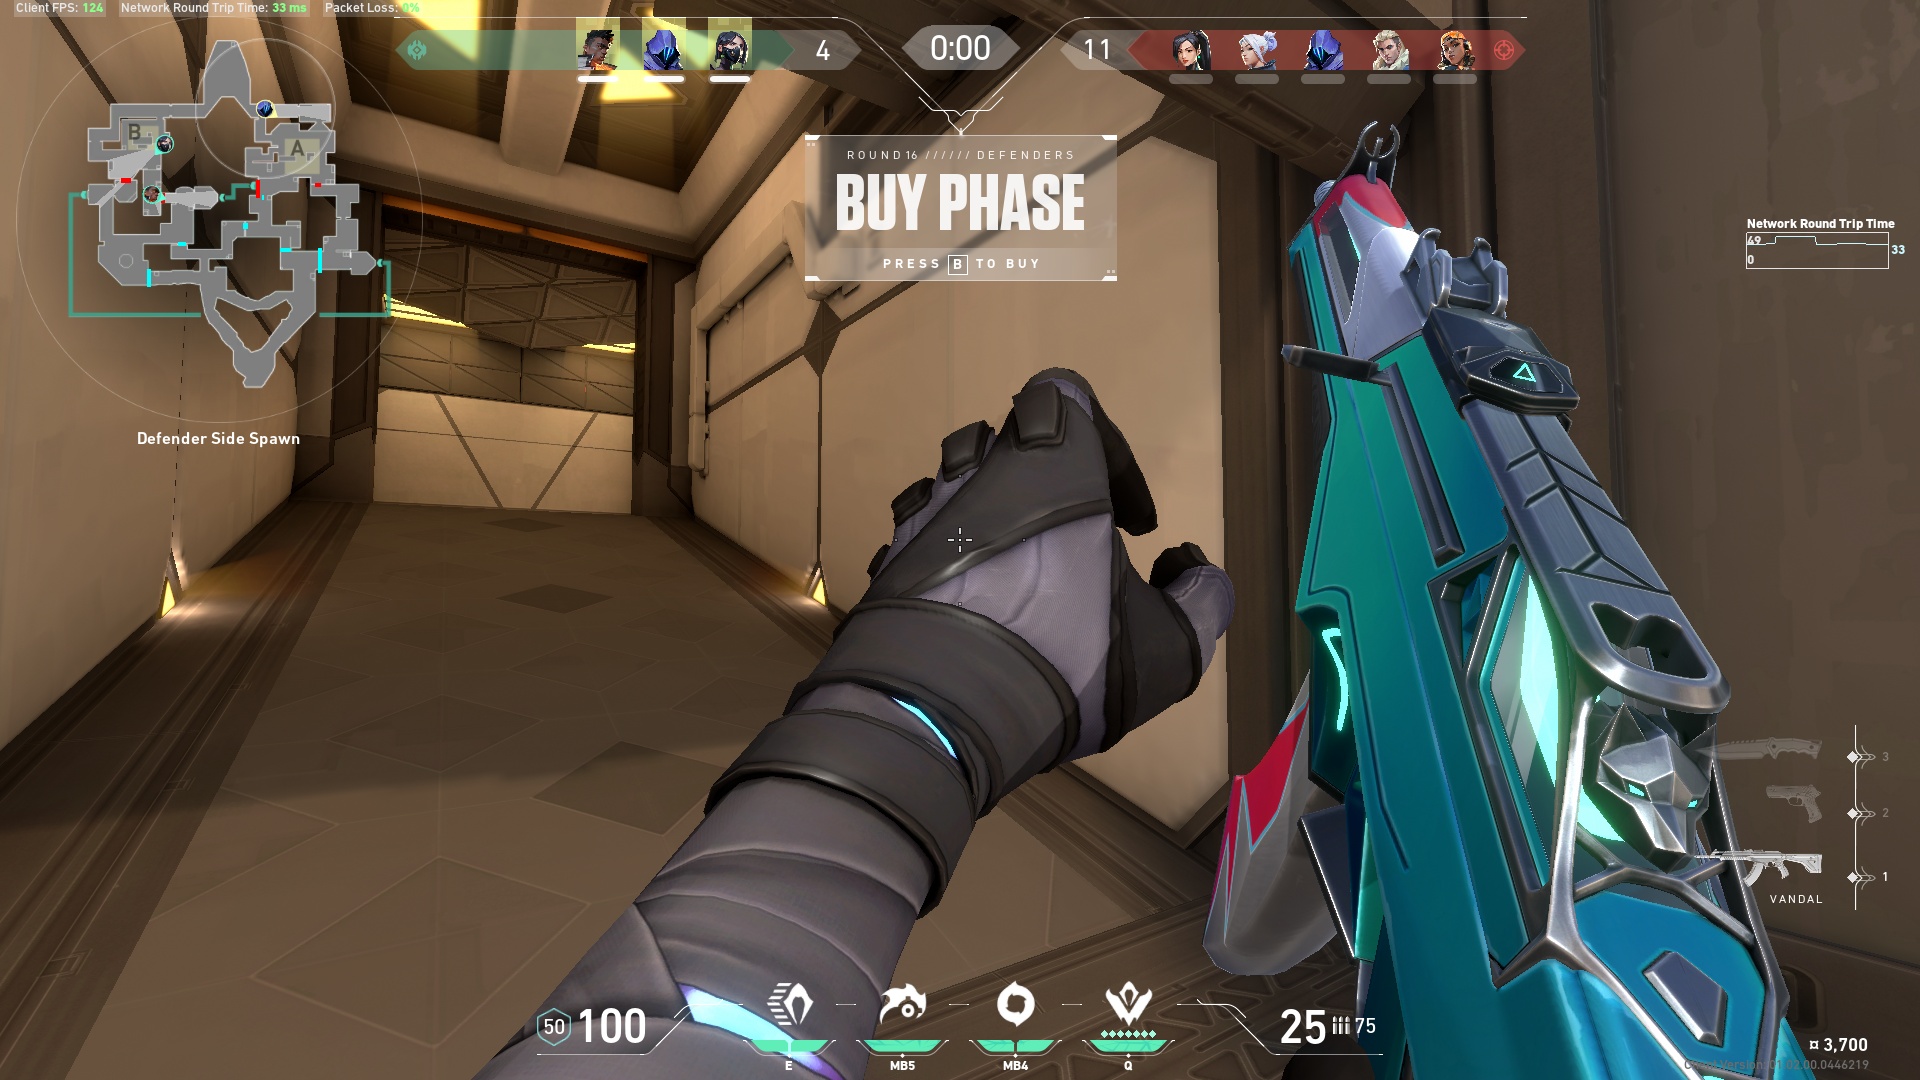 Client FPS: 124 Network Round Trip Time: 33 ms Packet Loss: 0%
4 0:00 11
B
A
ROUND 16 ////// DEFENDERS
BUY PHASE
PRESS B TO BUY
Network Round Trip Time
49
33
0
Defender Side Spawn
3
2
1
VANDAL
50 100
25 75
E MB5 MB4 Q
¤ 3,700